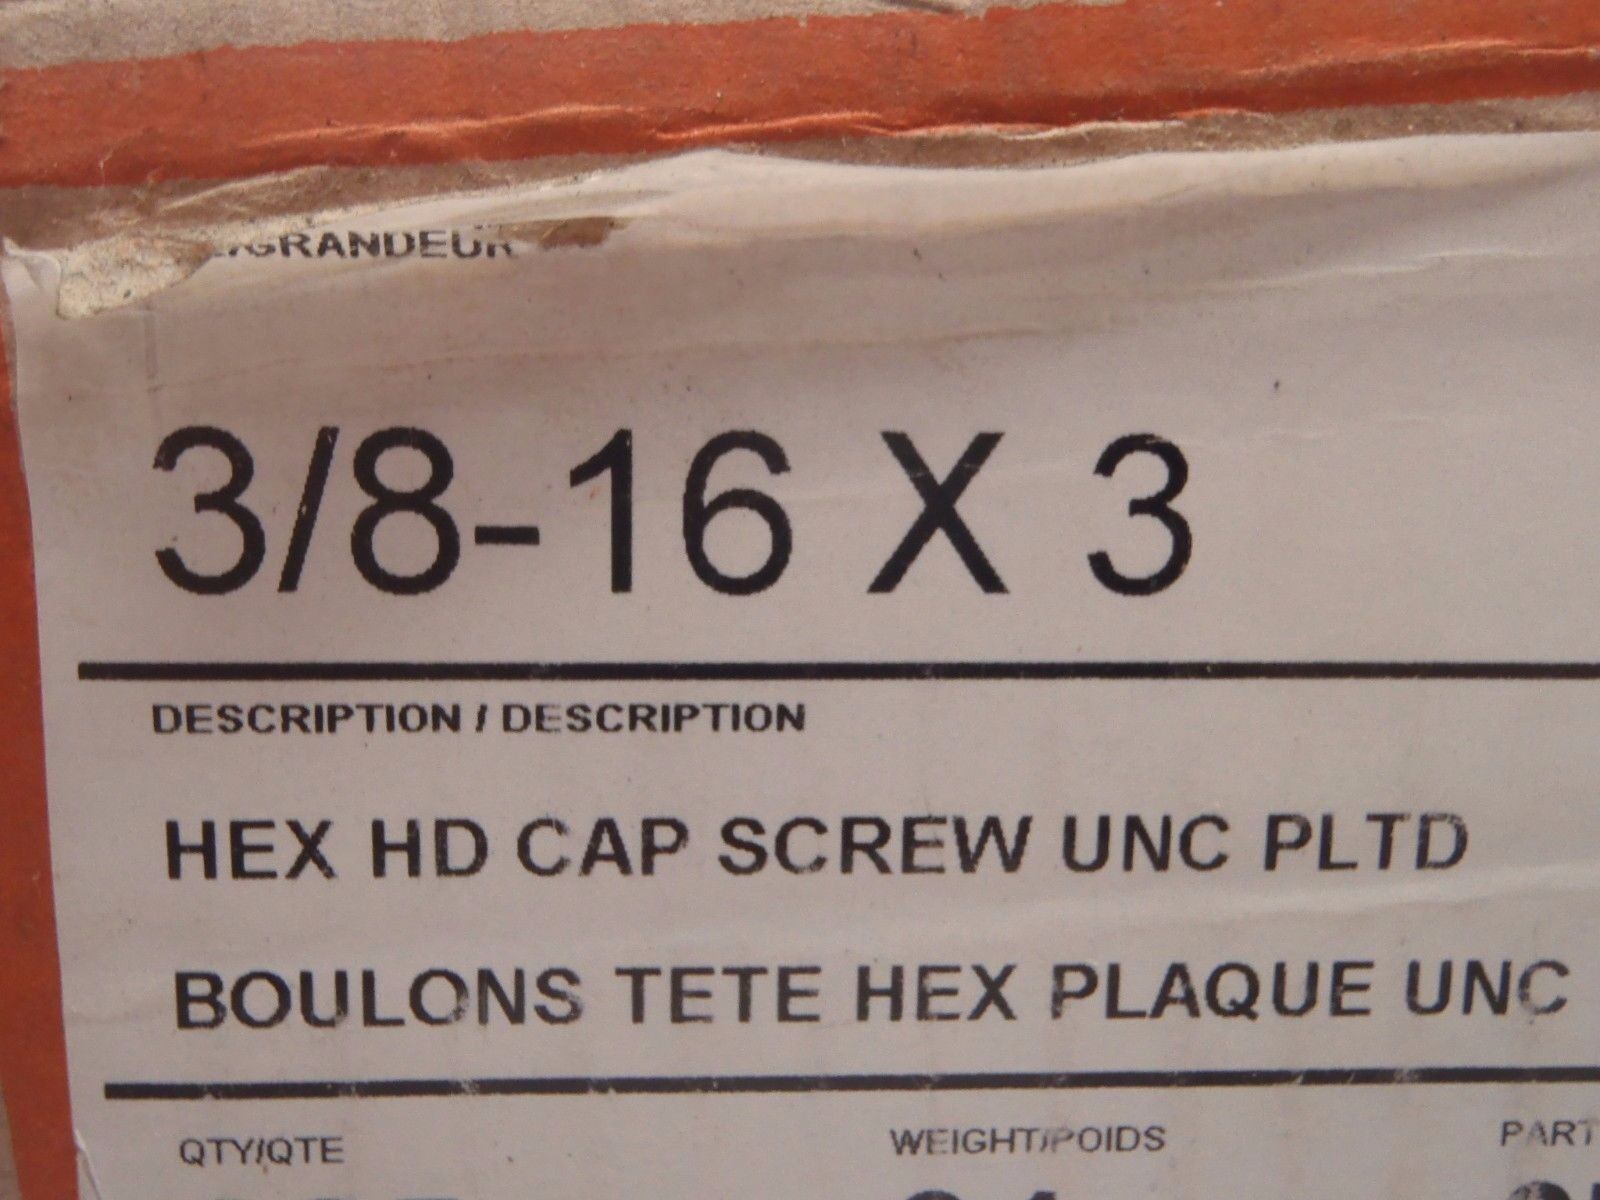 GRANDEUR
3/8-16 X 3
DESCRIPTION / DESCRIPTION
HEX HD CAP SCREW UNC PLTD
BOULONS TETE HEX PLAQUE UNC
QTY/QTE WEIGHT/POIDS PART